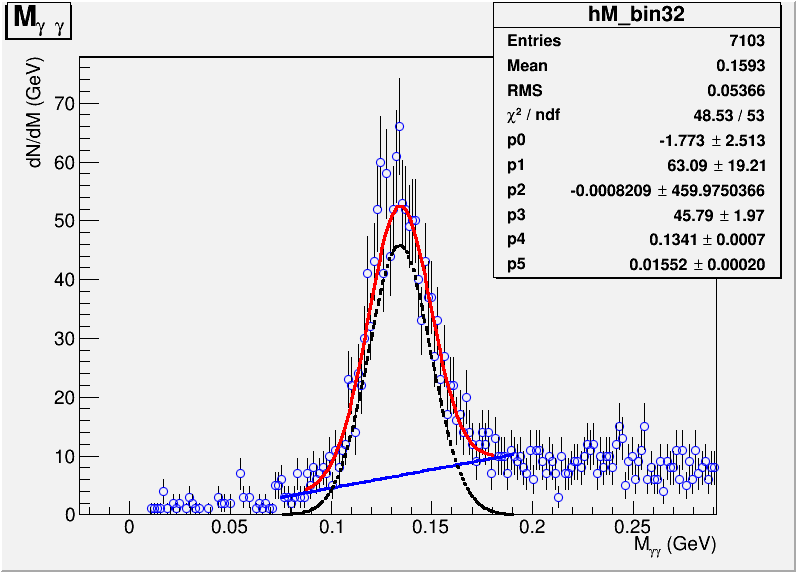 M γ γ
hM_bin32
Entries 7103
Mean 0.1593
RMS 0.05366
χ² / ndf 48.53 / 53
p0 -1.773 ± 2.513
p1 63.09 ± 19.21
p2 -0.0008209 ± 459.9750366
p3 45.79 ± 1.97
p4 0.1341 ± 0.0007
p5 0.01552 ± 0.00020
dN/dM (GeV)
70
60
50
40
30
20
10
0
0 0.05 0.1 0.15 0.2 0.25
M γγ (GeV)